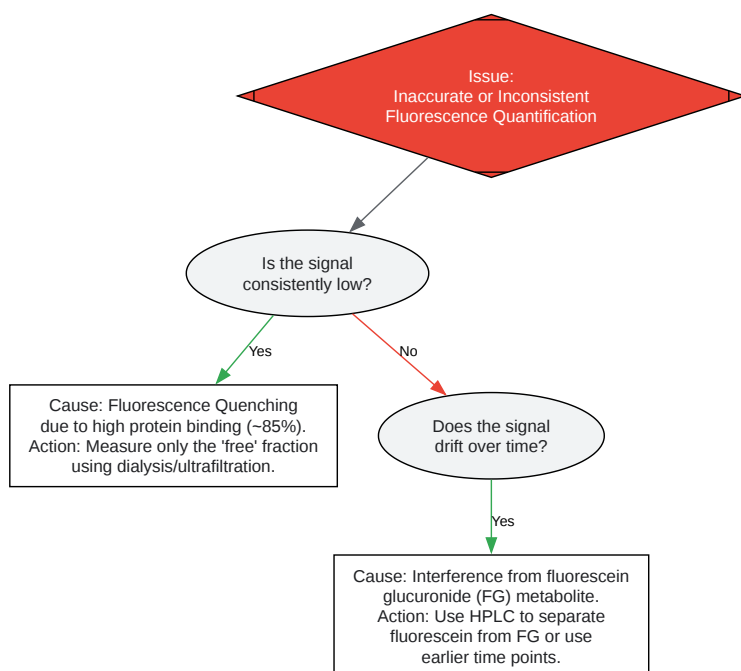 Issue:
Inaccurate or Inconsistent
Fluorescence Quantification
Is the signal
consistently low?
Yes
No
Cause: Fluorescence Quenching
due to high protein binding (~85%).
Action: Measure only the 'free' fraction
using dialysis/ultrafiltration.
Does the signal
drift over time?
Yes
Cause: Interference from fluorescein
glucuronide (FG) metabolite.
Action: Use HPLC to separate
fluorescein from FG or use
earlier time points.